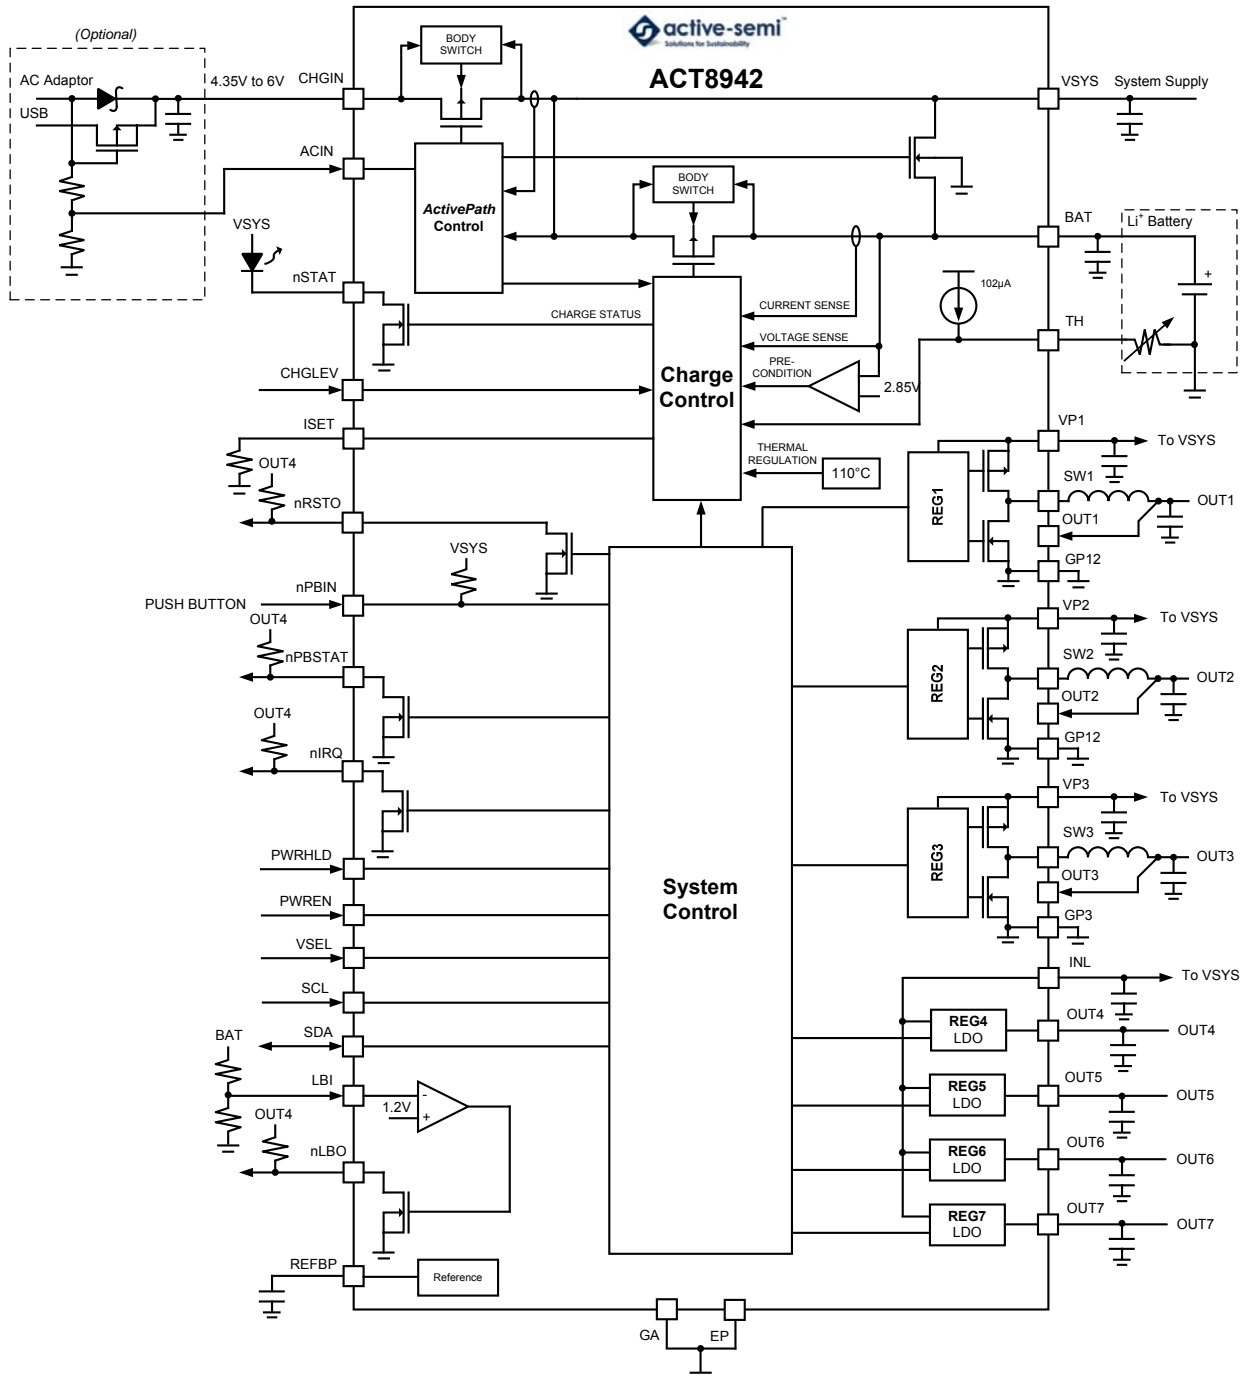 (Optional)
AC Adaptor
USB
4.35V to 6V
CHGIN
BODY
SWITCH
active-semi
Solutions for Sustainability
ACT8942
VSYS
System Supply
ACIN
ActivePath
Control
BODY
SWITCH
VSYS
BAT
Li+ Battery
+
nSTAT
CHARGE STATUS
CURRENT SENSE
102µA
VOLTAGE SENSE
TH
CHGLEV
Charge
Control
PRE-
CONDITION
2.85V
ISET
THERMAL
REGULATION
110°C
OUT4
nRSTO
VP1
To VSYS
REG1
SW1
OUT1
OUT1
GP12
VSYS
nPBIN
PUSH BUTTON
OUT4
nPBSTAT
VP2
To VSYS
REG2
SW2
OUT2
OUT2
GP12
OUT4
nIRQ
VP3
To VSYS
REG3
SW3
OUT3
OUT3
GP3
PWRHLD
System
Control
PWREN
VSEL
INL
To VSYS
SCL
REG4
LDO
OUT4
OUT4
BAT
SDA
LBI
1.2V
-
+
REG5
LDO
OUT5
OUT5
OUT4
nLBO
REG6
LDO
OUT6
OUT6
REG7
LDO
OUT7
OUT7
REFBP
Reference
GA
EP